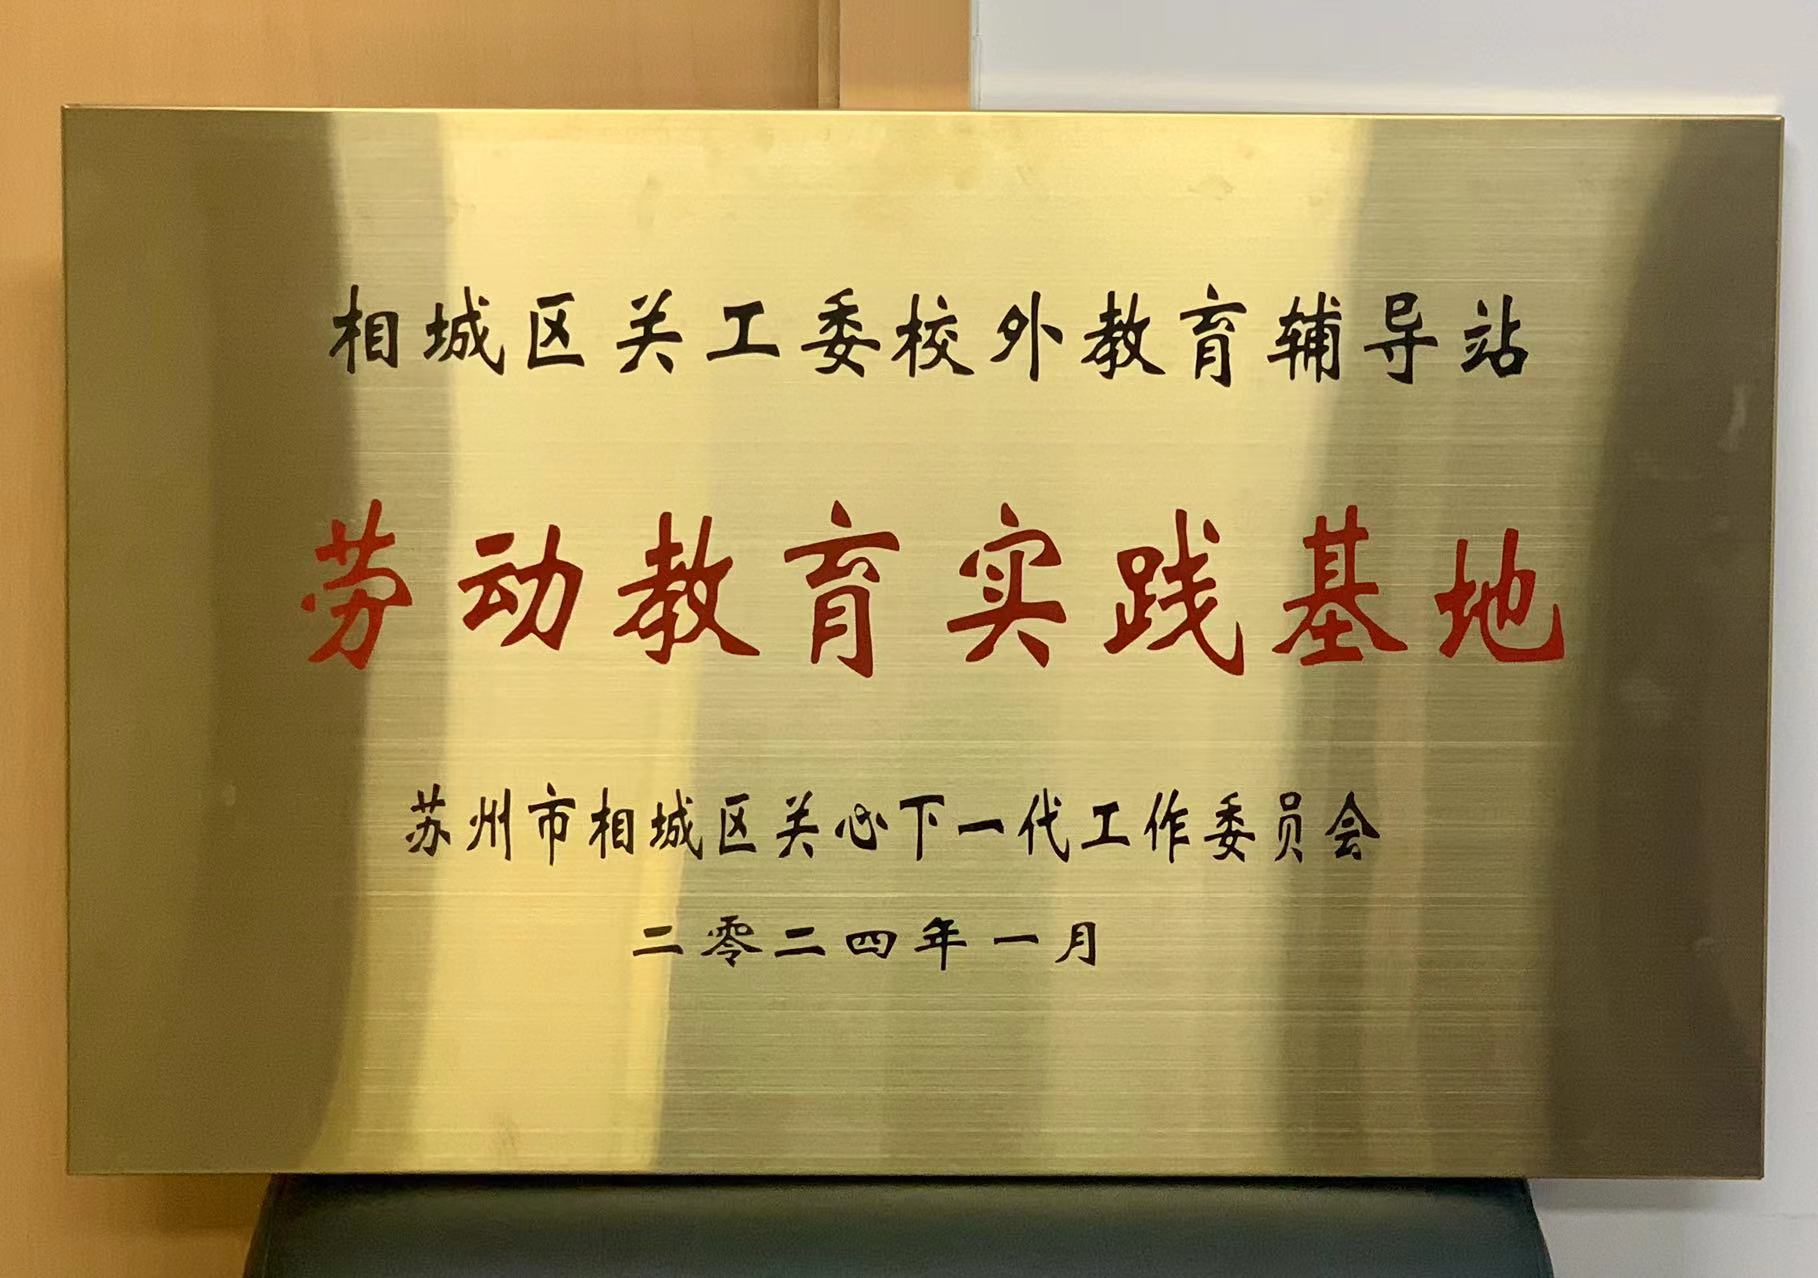 相城区关工委校外教育辅导站
劳动教育实践基地
苏州市相城区关心下一代工作委员会
二零二四年一月